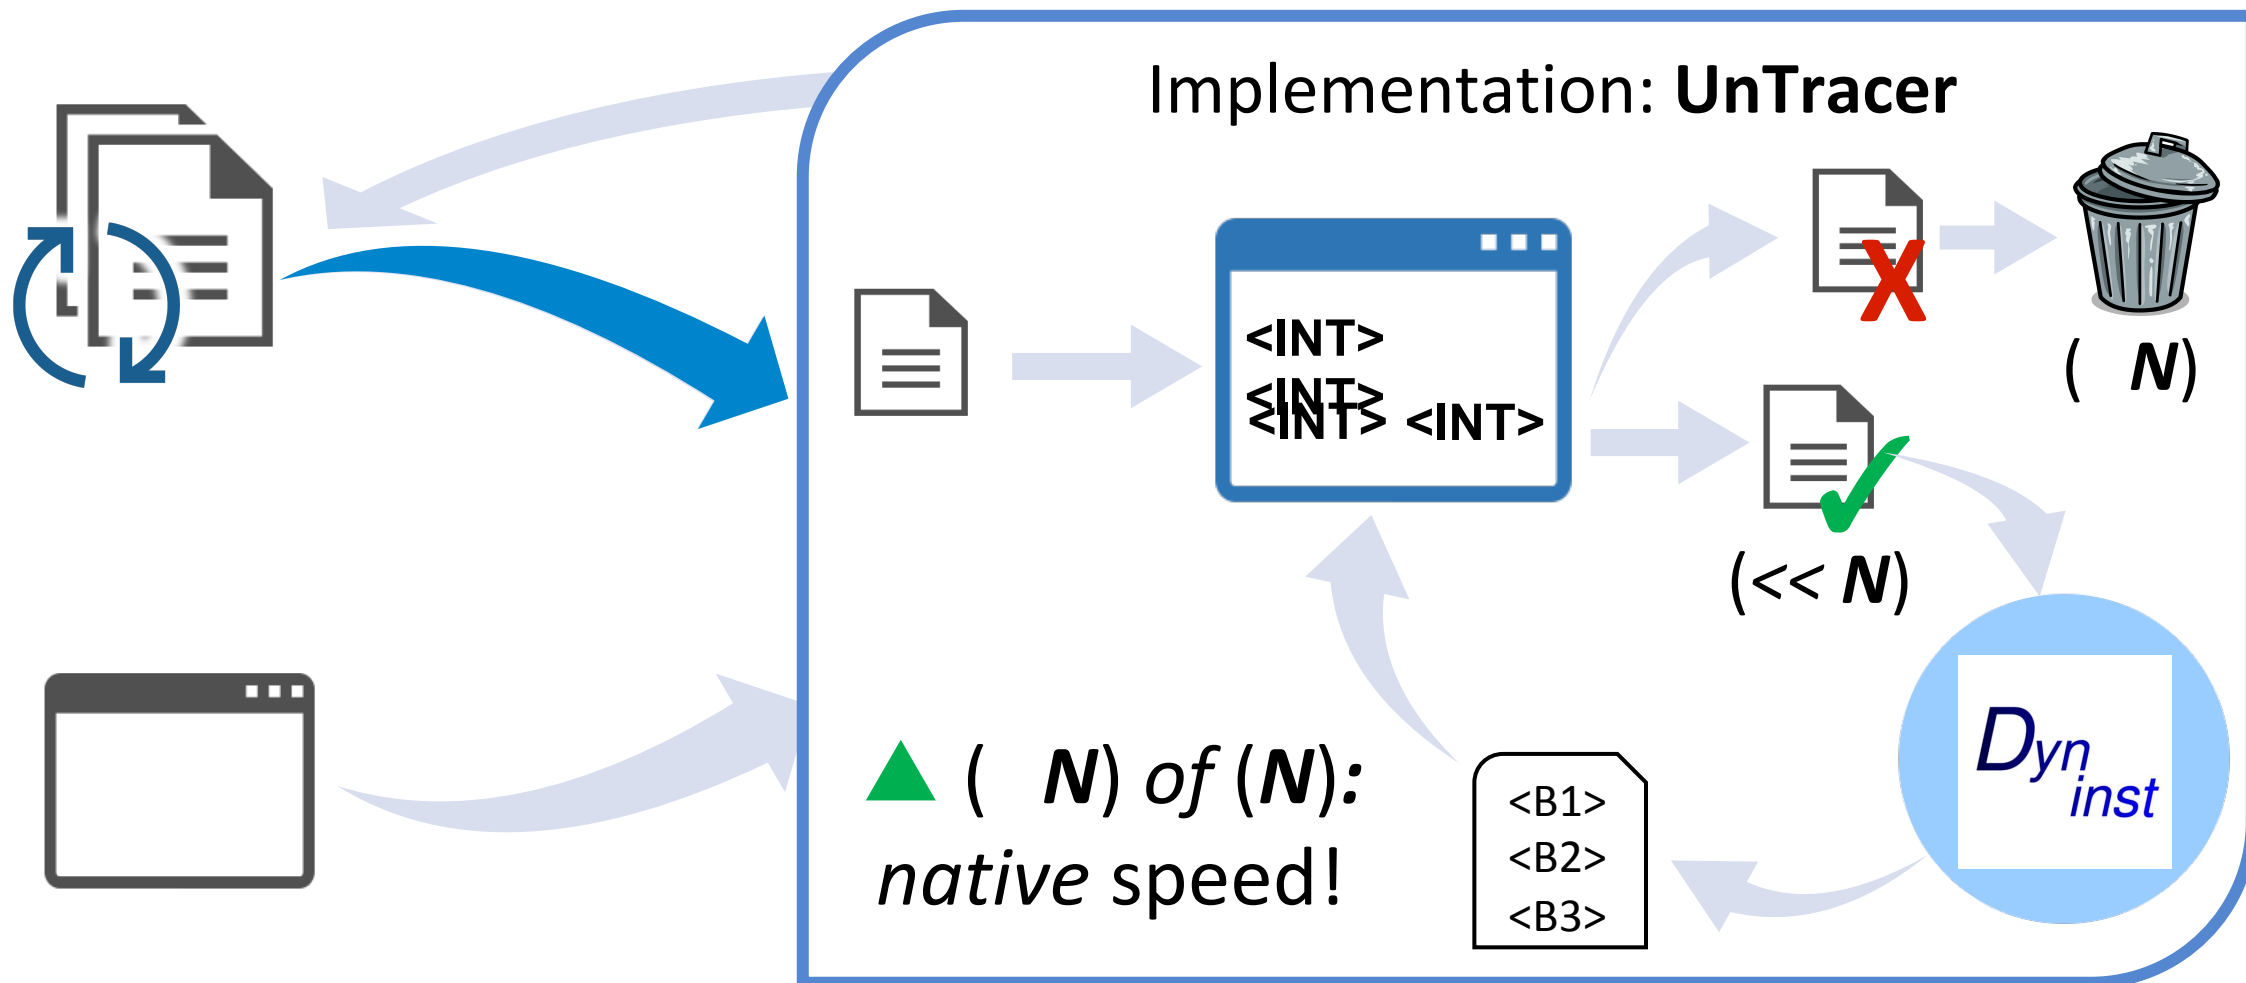 Implementation: UnTracer
<INT>
<INT>
<INT> <INT>
( N)
(<< N)
( N) of (N):
native speed!
<B1>
<B2>
<B3>
Dyn
inst